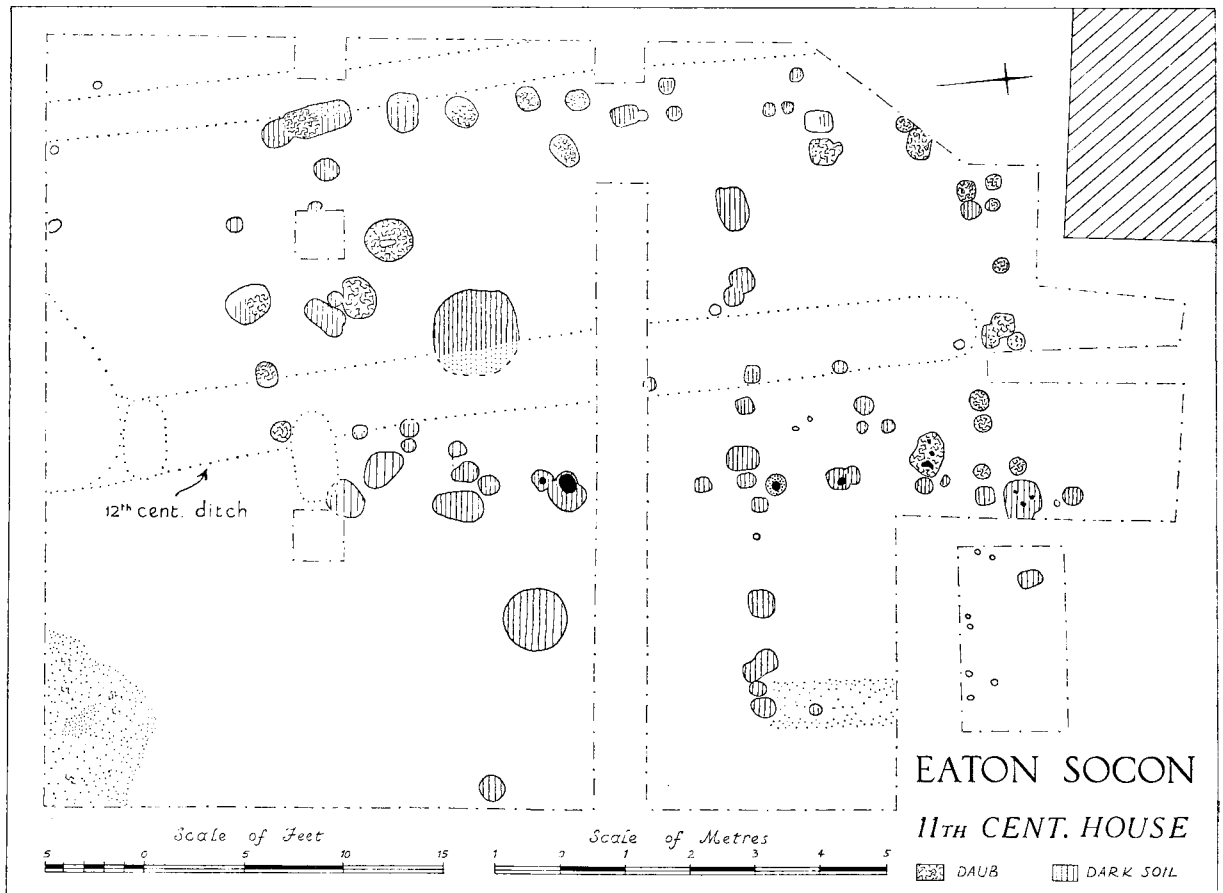 12th cent. ditch
EATON SOCON
11TH CENT. HOUSE
DAUB
DARK SOIL
Scale of Feet
5 0 5 10 15
Scale of Metres
1 0 1 2 3 4 5